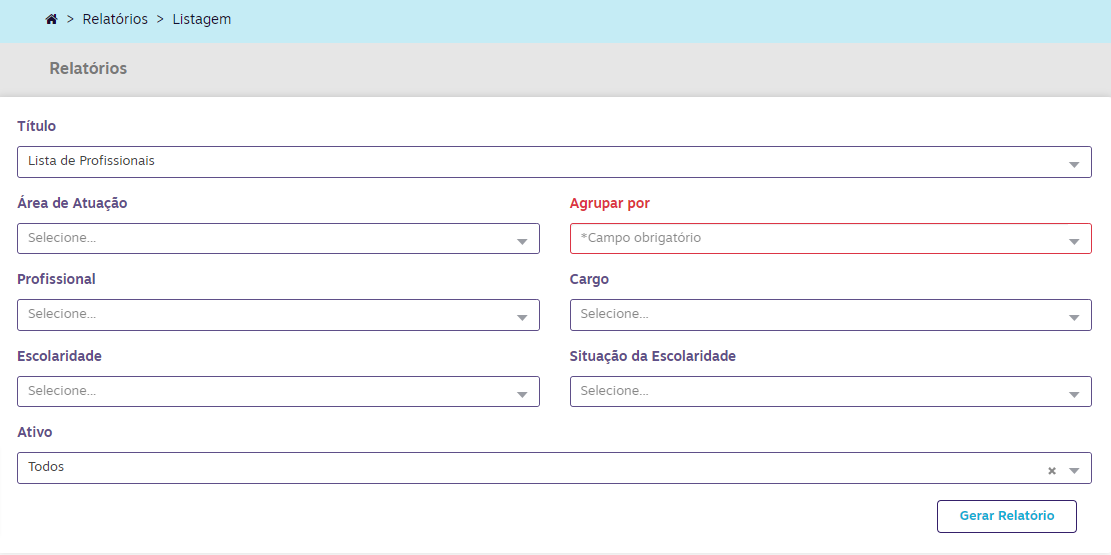 > Relatórios > Listagem
Relatórios
Título
Lista de Profissionais
Área de Atuação
Agrupar por
Selecione...
*Campo obrigatório
Profissional
Cargo
Selecione...
Selecione...
Escolaridade
Situação da Escolaridade
Selecione...
Selecione...
Ativo
Todos
Gerar Relatório